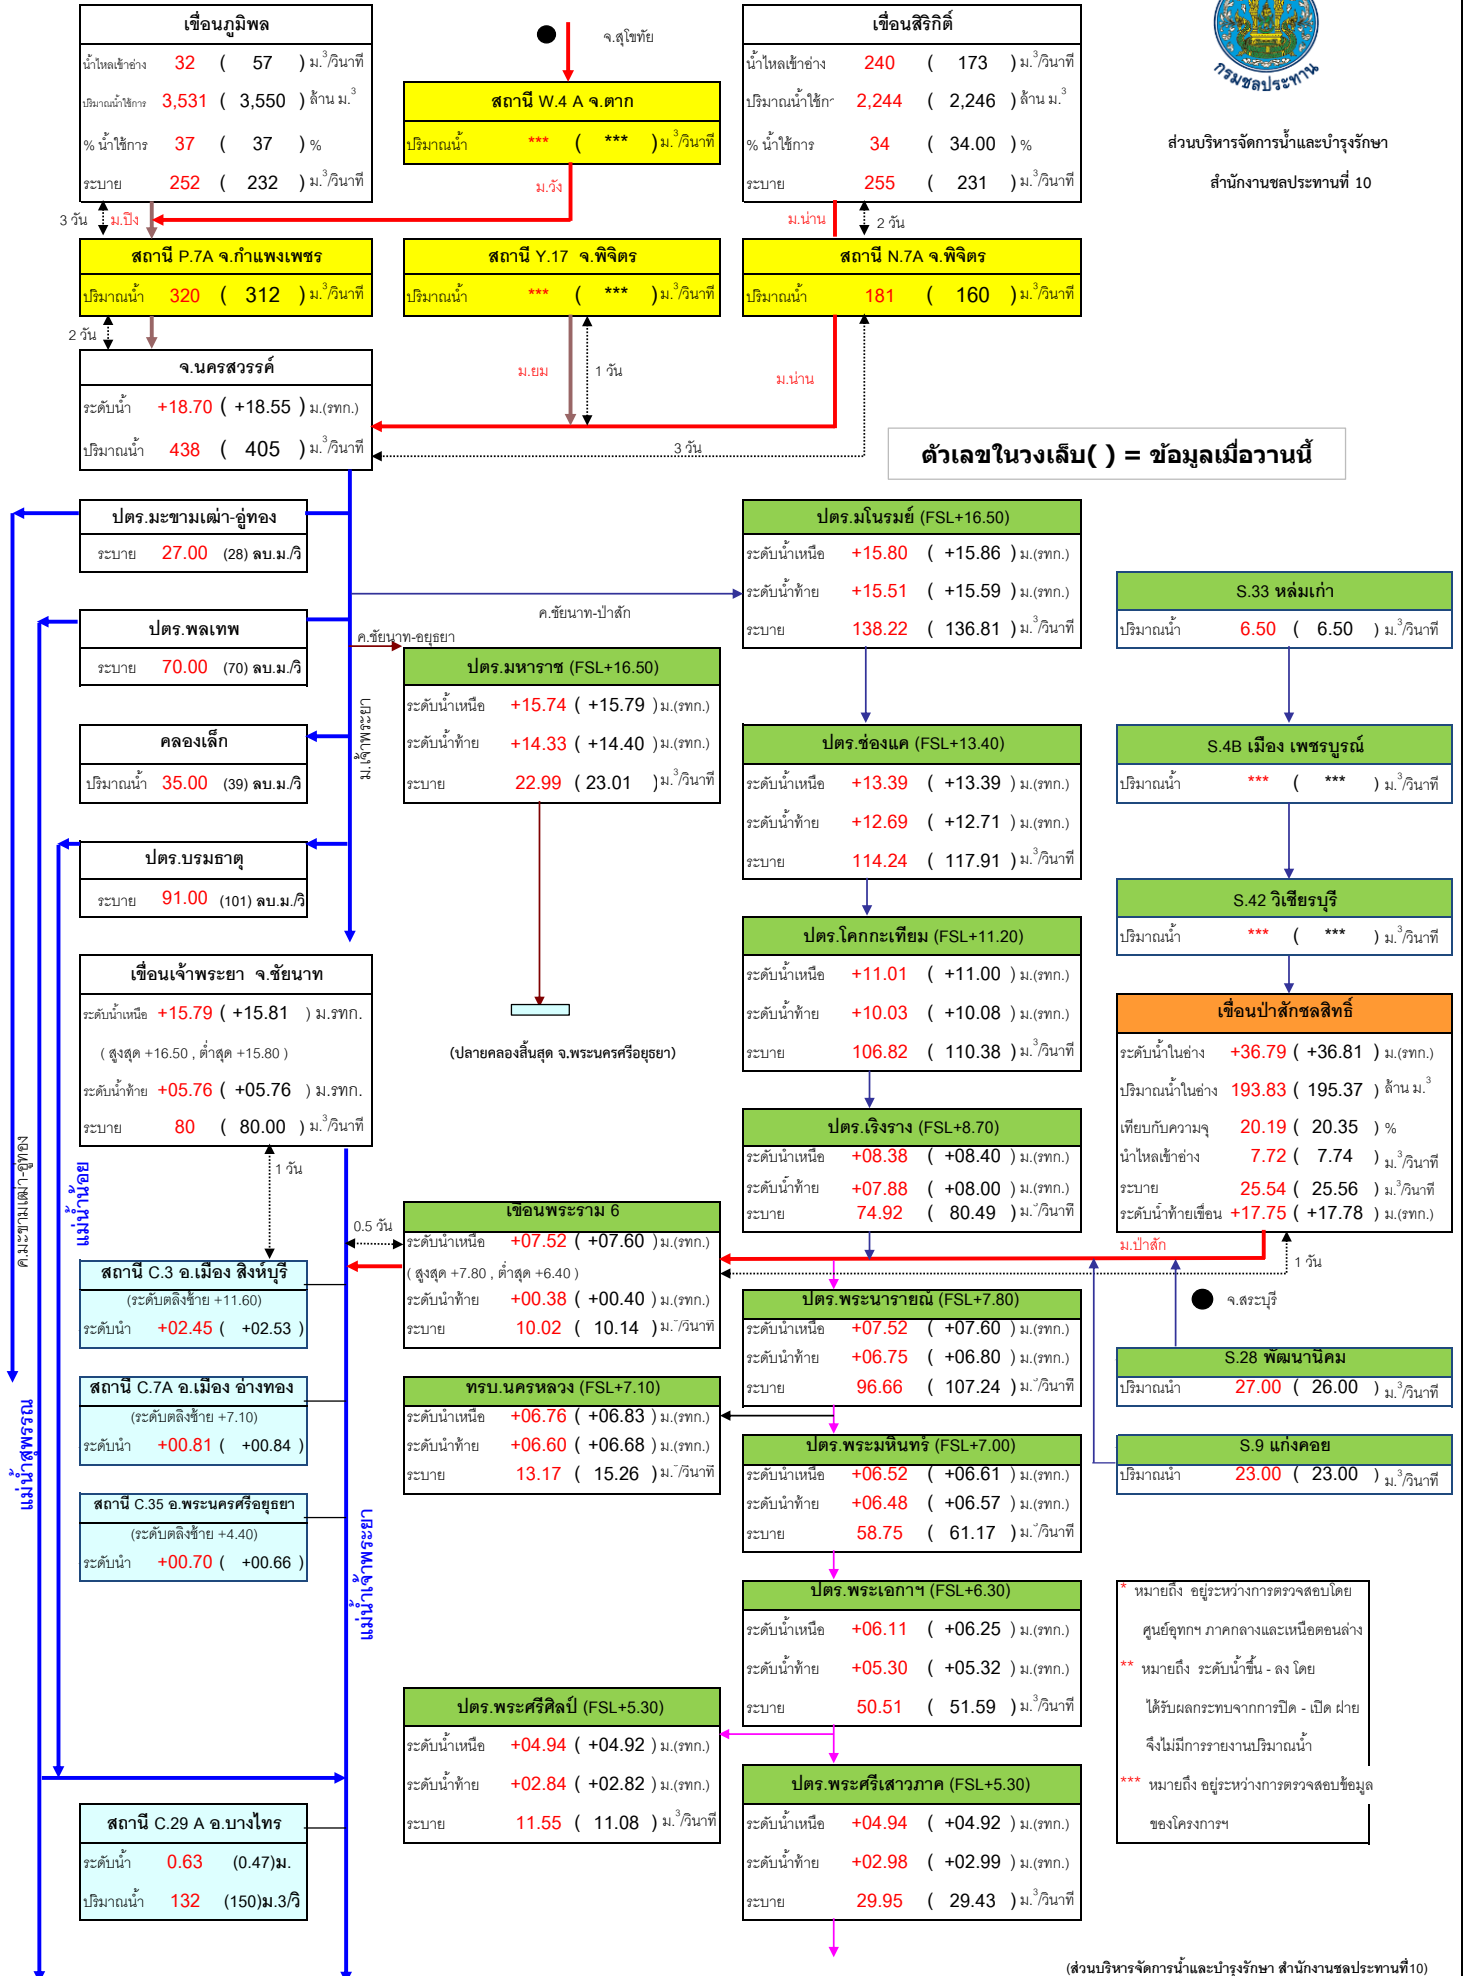 เขื่อนภูมิพล
น้ำไหลเข้าอ่าง 32 ( 57 ) ม.3/วินาที
ปริมาณน้ำใช้การ 3,531 ( 3,550 ) ล้าน ม.3
% น้ำใช้การ 37 ( 37 ) %
ระบาย 252 ( 232 ) ม.3/วินาที
จ.สุโขทัย
สถานี W.4 A จ.ตาก
ปริมาณน้ำ *** ( *** ) ม.3/วินาที
เขื่อนสิริกิติ์
น้ำไหลเข้าอ่าง 240 ( 173 ) ม.3/วินาที
ปริมาณน้ำใช้ก 2,244 ( 2,246 ) ล้าน ม.3
% น้ำใช้การ 34 ( 34.00 ) %
ระบาย 255 ( 231 ) ม.3/วินาที
กรมชลประทาน
ส่วนบริหารจัดการน้ำและบำรุงรักษา
สำนักงานชลประทานที่ 10
3 วัน ม.ปิง
ม.วัง
ม.น่าน
2 วัน
สถานี P.7A จ.กำแพงเพชร
ปริมาณน้ำ 320 ( 312 ) ม.3/วินาที
สถานี Y.17 จ.พิจิตร
ปริมาณน้ำ *** ( *** ) ม.3/วินาที
สถานี N.7A จ.พิจิตร
ปริมาณน้ำ 181 ( 160 ) ม.3/วินาที
2 วัน
ม.ยม
1 วัน
ม.น่าน
3 วัน
จ.นครสวรรค์
ระดับน้ำ +18.70 ( +18.55 ) ม.(รทก.)
ปริมาณน้ำ 438 ( 405 ) ม.3/วินาที
ตัวเลขในวงเล็บ( ) = ข้อมูลเมื่อวานนี้
ปตร.มะขามเฒ่า-อู่ทอง
ระบาย 27.00 (28) ลบ.ม./วิ
ปตร.พลเทพ
ระบาย 70.00 (70) ลบ.ม./วิ
คลองเล็ก
ปริมาณน้ำ 35.00 (39) ลบ.ม./วิ
ปตร.บรมธาตุ
ระบาย 91.00 (101) ลบ.ม./วิ
ค.ชัยนาท-ป่าสัก
ค.ชัยนาท-อยุธยา
ม.เจ้าพระยา
ปตร.มหาราช (FSL+16.50)
ระดับน้ำเหนือ +15.74 ( +15.79 ) ม.(รทก.)
ระดับน้ำท้าย +14.33 ( +14.40 ) ม.(รทก.)
ระบาย 22.99 ( 23.01 ) ม.3/วินาที
(ปลายคลองสิ้นสุด จ.พระนครศรีอยุธยา)
ปตร.มโนรมย์ (FSL+16.50)
ระดับน้ำเหนือ +15.80 ( +15.86 ) ม.(รทก.)
ระดับน้ำท้าย +15.51 ( +15.59 ) ม.(รทก.)
ระบาย 138.22 ( 136.81 ) ม.3/วินาที
ปตร.ช่องแค (FSL+13.40)
ระดับน้ำเหนือ +13.39 ( +13.39 ) ม.(รทก.)
ระดับน้ำท้าย +12.69 ( +12.71 ) ม.(รทก.)
ระบาย 114.24 ( 117.91 ) ม.3/วินาที
ปตร.โคกกะเทียม (FSL+11.20)
ระดับน้ำเหนือ +11.01 ( +11.00 ) ม.(รทก.)
ระดับน้ำท้าย +10.03 ( +10.08 ) ม.(รทก.)
ระบาย 106.82 ( 110.38 ) ม.3/วินาที
ปตร.เริงราง (FSL+8.70)
ระดับน้ำเหนือ +08.38 ( +08.40 ) ม.(รทก.)
ระดับน้ำท้าย +07.88 ( +08.00 ) ม.(รทก.)
ระบาย 74.92 ( 80.49 ) ม.3/วินาที
S.33 หล่มเก่า
ปริมาณน้ำ 6.50 ( 6.50 ) ม.3/วินาที
S.4B เมือง เพชรบูรณ์
ปริมาณน้ำ *** ( *** ) ม.3/วินาที
S.42 วิเชียรบุรี
ปริมาณน้ำ *** ( *** ) ม.3/วินาที
เขื่อนป่าสักชลสิทธิ์
ระดับน้ำในอ่าง +36.79 ( +36.81 ) ม.(รทก.)
ปริมาณน้ำในอ่าง 193.83 ( 195.37 ) ล้าน ม.3
เทียบกับความจุ 20.19 ( 20.35 ) %
น้ำไหลเข้าอ่าง 7.72 ( 7.74 ) ม.3/วินาที
ระบาย 25.54 ( 25.56 ) ม.3/วินาที
ระดับน้ำท้ายเขื่อน +17.75 ( +17.78 ) ม.(รทก.)
ม.ป่าสัก
1 วัน
เขื่อนเจ้าพระยา จ.ชัยนาท
ระดับน้ำเหนือ +15.79 ( +15.81 ) ม.รทก.
( สูงสุด +16.50 , ต่ำสุด +15.80 )
ระดับน้ำท้าย +05.76 ( +05.76 ) ม.รทก.
ระบาย 80 ( 80.00 ) ม.3/วินาที
ค.มะขามเฒ่า-อู่ทอง
แม่น้ำน้อย
1 วัน
0.5 วัน
เขื่อนพระราม 6
ระดับน้ำเหนือ +07.52 ( +07.60 ) ม.(รทก.)
( สูงสุด +7.80 , ต่ำสุด +6.40 )
ระดับน้ำท้าย +00.38 ( +00.40 ) ม.(รทก.)
ระบาย 10.02 ( 10.14 ) ม.3/วินาที
สถานี C.3 อ.เมือง สิงห์บุรี
(ระดับตลิ่งซ้าย +11.60)
ระดับน้ำ +02.45 ( +02.53 )
สถานี C.7A อ.เมือง อ่างทอง
(ระดับตลิ่งซ้าย +7.10)
ระดับน้ำ +00.81 ( +00.84 )
สถานี C.35 อ.พระนครศรีอยุธยา
(ระดับตลิ่งซ้าย +4.40)
ระดับน้ำ +00.70 ( +00.66 )
แม่น้ำสุพรรณ
แม่น้ำเจ้าพระยา
ทรบ.นครหลวง (FSL+7.10)
ระดับน้ำเหนือ +06.76 ( +06.83 ) ม.(รทก.)
ระดับน้ำท้าย +06.60 ( +06.68 ) ม.(รทก.)
ระบาย 13.17 ( 15.26 ) ม.3/วินาที
ปตร.พระนารายณ์ (FSL+7.80)
ระดับน้ำเหนือ +07.52 ( +07.60 ) ม.(รทก.)
ระดับน้ำท้าย +06.75 ( +06.80 ) ม.(รทก.)
ระบาย 96.66 ( 107.24 ) ม.3/วินาที
ปตร.พระมหินทร์ (FSL+7.00)
ระดับน้ำเหนือ +06.52 ( +06.61 ) ม.(รทก.)
ระดับน้ำท้าย +06.48 ( +06.57 ) ม.(รทก.)
ระบาย 58.75 ( 61.17 ) ม.3/วินาที
จ.สระบุรี
S.28 พัฒนานิคม
ปริมาณน้ำ 27.00 ( 26.00 ) ม.3/วินาที
S.9 แก่งคอย
ปริมาณน้ำ 23.00 ( 23.00 ) ม.3/วินาที
ปตร.พระเอกาฯ (FSL+6.30)
ระดับน้ำเหนือ +06.11 ( +06.25 ) ม.(รทก.)
ระดับน้ำท้าย +05.30 ( +05.32 ) ม.(รทก.)
ระบาย 50.51 ( 51.59 ) ม.3/วินาที
ปตร.พระศรีศิลป์ (FSL+5.30)
ระดับน้ำเหนือ +04.94 ( +04.92 ) ม.(รทก.)
ระดับน้ำท้าย +02.84 ( +02.82 ) ม.(รทก.)
ระบาย 11.55 ( 11.08 ) ม.3/วินาที
ปตร.พระศรีเสาวภาค (FSL+5.30)
ระดับน้ำเหนือ +04.94 ( +04.92 ) ม.(รทก.)
ระดับน้ำท้าย +02.98 ( +02.99 ) ม.(รทก.)
ระบาย 29.95 ( 29.43 ) ม.3/วินาที
* หมายถึง อยู่ระหว่างการตรวจสอบโดย
ศูนย์อุทกฯ ภาคกลางและเหนือตอนล่าง
** หมายถึง ระดับน้ำขึ้น - ลง โดย
ได้รับผลกระทบจากการปิด - เปิด ฝาย
จึงไม่มีการรายงานปริมาณน้ำ
*** หมายถึง อยู่ระหว่างการตรวจสอบข้อมูล
ของโครงการฯ
สถานี C.29 A อ.บางไทร
ระดับน้ำ 0.63 (0.47)ม.
ปริมาณน้ำ 132 (150)ม.3/วิ
(ส่วนบริหารจัดการน้ำและบำรุงรักษา สำนักงานชลประทานที่10)